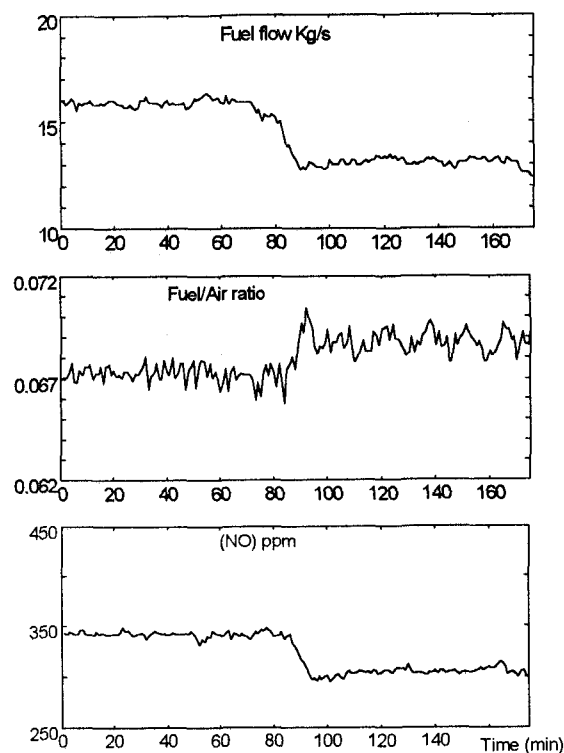 20
Fuel flow Kg/s
15
10
0 20 40 60 80 100 120 140 160
0.072
Fuel/Air ratio
0.067
0.062
0 20 40 60 80 100 120 140 160
450
(NO) ppm
350
250
0 20 40 60 80 100 120 140 Time (min)